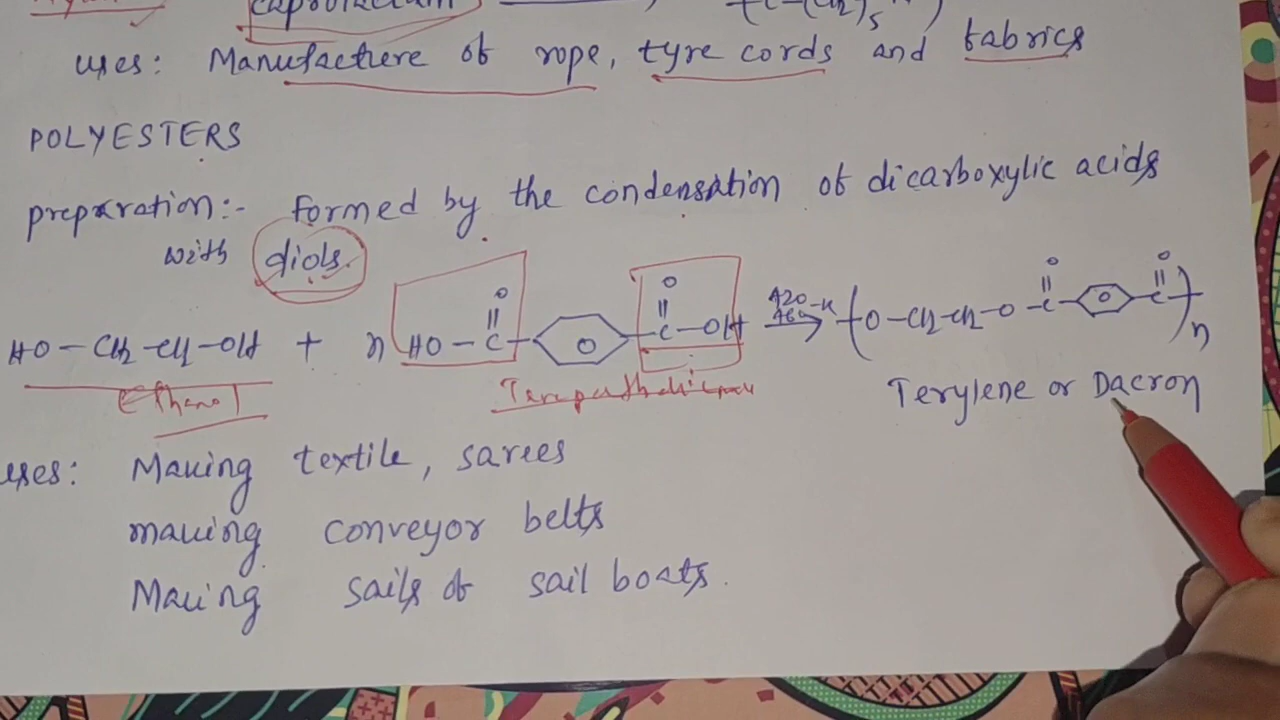 uses: Manufacture of rope, tyre cords and fabrics
POLYESTERS
preparation:- formed by the condensation of dicarboxylic acids
with diols.
HO-CH2-CH2-OH + n HO-C(=O)-⌬-C(=O)-OH 420-K (O-CH2-CH2-O-C(=O)-⌬-C(=O))n
Ethanol
Terylene or Dacron
uses: Making textile, sarees
making conveyor belts
Making sails of sail boats.